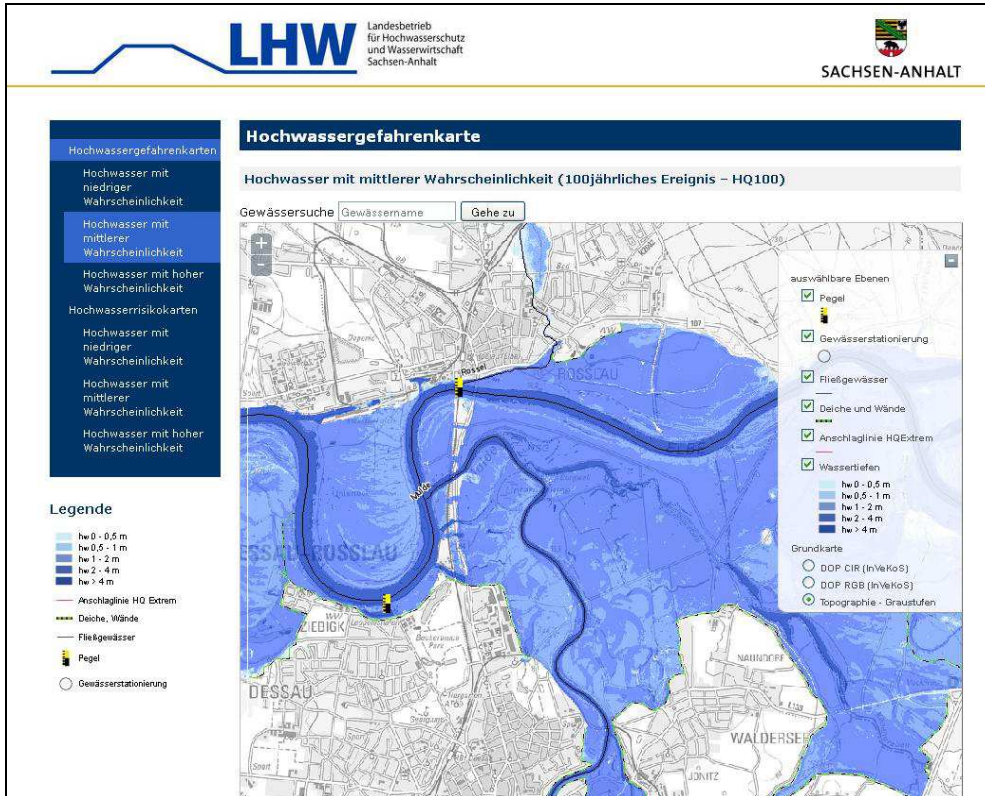 LHW
Landesbetrieb
für Hochwasserschutz
und Wasserwirtschaft
Sachsen-Anhalt
SACHSEN-ANHALT
Hochwassergefahrenkarten
Hochwasser mit
niedriger
Wahrscheinlichkeit
Hochwasser mit
mittlerer
Wahrscheinlichkeit
Hochwasser mit hoher
Wahrscheinlichkeit
Hochwasserrisikokarten
Hochwasser mit
niedriger
Wahrscheinlichkeit
Hochwasser mit
mittlerer
Wahrscheinlichkeit
Hochwasser mit hoher
Wahrscheinlichkeit
Legende
hw 0 - 0,5 m
hw 0,5 - 1 m
hw 1 - 2 m
hw 2 - 4 m
hw > 4 m
Anschlaglinie HQ Extrem
Deiche, Wände
Fließgewässer
Pegel
Gewässerstationierung
Hochwassergefahrenkarte
Hochwasser mit mittlerer Wahrscheinlichkeit (100jährliches Ereignis – HQ100)
Gewässersuche Gewässername Gehe zu
+
−
auswählbare Ebenen
Pegel
Gewässerstationierung
Fließgewässer
Deiche und Wände
Anschlaglinie HQExtrem
Wassertiefen
hw 0 - 0,5 m
hw 0,5 - 1 m
hw 1 - 2 m
hw 2 - 4 m
hw > 4 m
Grundkarte
DOP CIR (InVeKoS)
DOP RGB (InVeKoS)
Topographie - Graustufen
187
Rossel
ROSSLAU
Mulde
DESSAU-ROSSLAU
ZIEBIGK
DESSAU
NAUNDORF
WALDERSEE
JONITZ
Sport